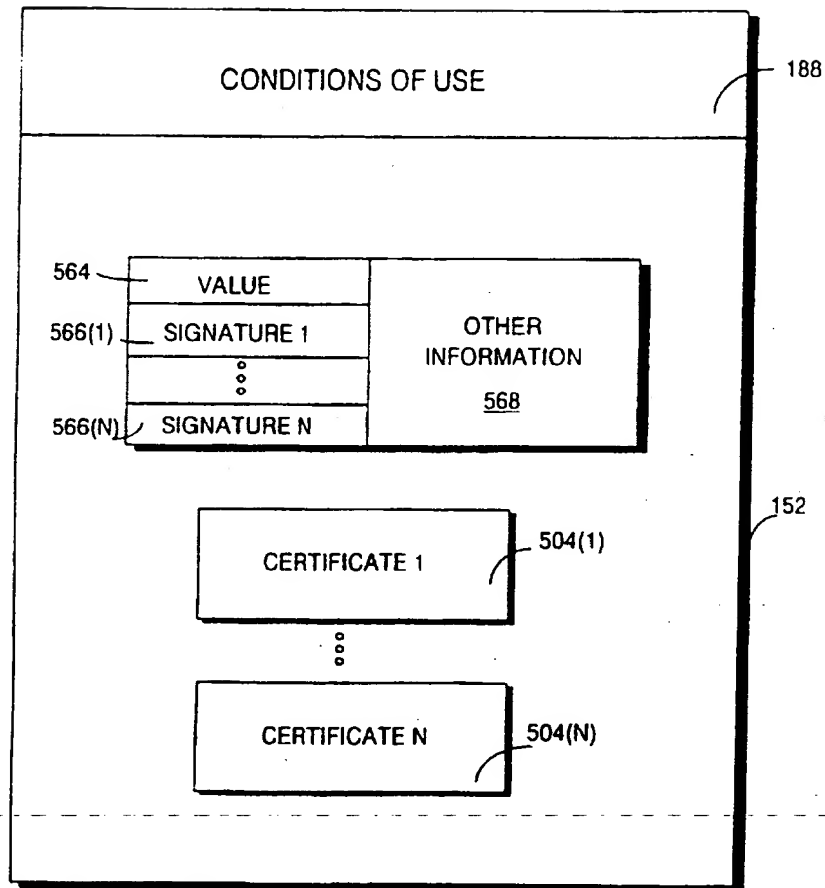 CONDITIONS OF USE
188
564
VALUE
566(1)
SIGNATURE 1
566(N)
SIGNATURE N
OTHER
INFORMATION
568
152
CERTIFICATE 1
504(1)
CERTIFICATE N
504(N)